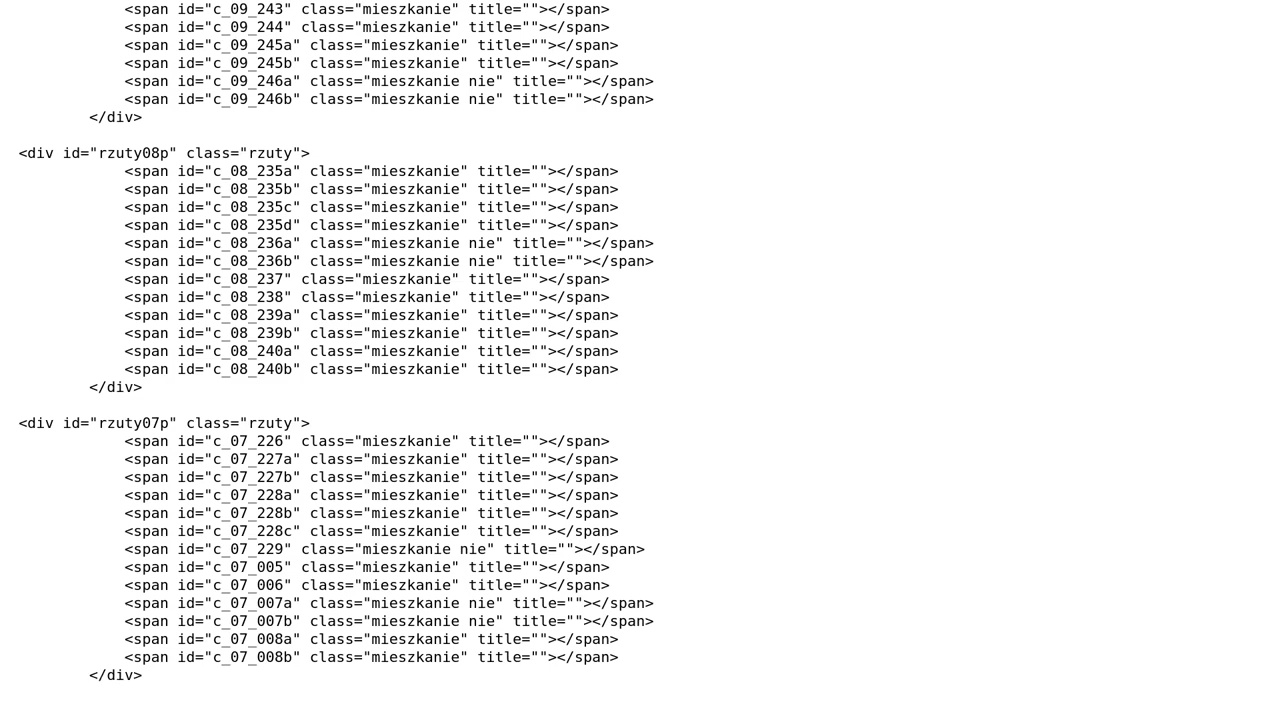 <span id="c_09_243" class="mieszkanie" title=""></span>
<span id="c_09_244" class="mieszkanie" title=""></span>
<span id="c_09_245a" class="mieszkanie" title=""></span>
<span id="c_09_245b" class="mieszkanie" title=""></span>
<span id="c_09_246a" class="mieszkanie nie" title=""></span>
<span id="c_09_246b" class="mieszkanie nie" title=""></span>
</div>
<div id="rzuty08p" class="rzuty">
<span id="c_08_235a" class="mieszkanie" title=""></span>
<span id="c_08_235b" class="mieszkanie" title=""></span>
<span id="c_08_235c" class="mieszkanie" title=""></span>
<span id="c_08_235d" class="mieszkanie" title=""></span>
<span id="c_08_236a" class="mieszkanie nie" title=""></span>
<span id="c_08_236b" class="mieszkanie nie" title=""></span>
<span id="c_08_237" class="mieszkanie" title=""></span>
<span id="c_08_238" class="mieszkanie" title=""></span>
<span id="c_08_239a" class="mieszkanie" title=""></span>
<span id="c_08_239b" class="mieszkanie" title=""></span>
<span id="c_08_240a" class="mieszkanie" title=""></span>
<span id="c_08_240b" class="mieszkanie" title=""></span>
</div>
<div id="rzuty07p" class="rzuty">
<span id="c_07_226" class="mieszkanie" title=""></span>
<span id="c_07_227a" class="mieszkanie" title=""></span>
<span id="c_07_227b" class="mieszkanie" title=""></span>
<span id="c_07_228a" class="mieszkanie" title=""></span>
<span id="c_07_228b" class="mieszkanie" title=""></span>
<span id="c_07_228c" class="mieszkanie" title=""></span>
<span id="c_07_229" class="mieszkanie nie" title=""></span>
<span id="c_07_005" class="mieszkanie" title=""></span>
<span id="c_07_006" class="mieszkanie" title=""></span>
<span id="c_07_007a" class="mieszkanie nie" title=""></span>
<span id="c_07_007b" class="mieszkanie nie" title=""></span>
<span id="c_07_008a" class="mieszkanie" title=""></span>
<span id="c_07_008b" class="mieszkanie" title=""></span>
</div>